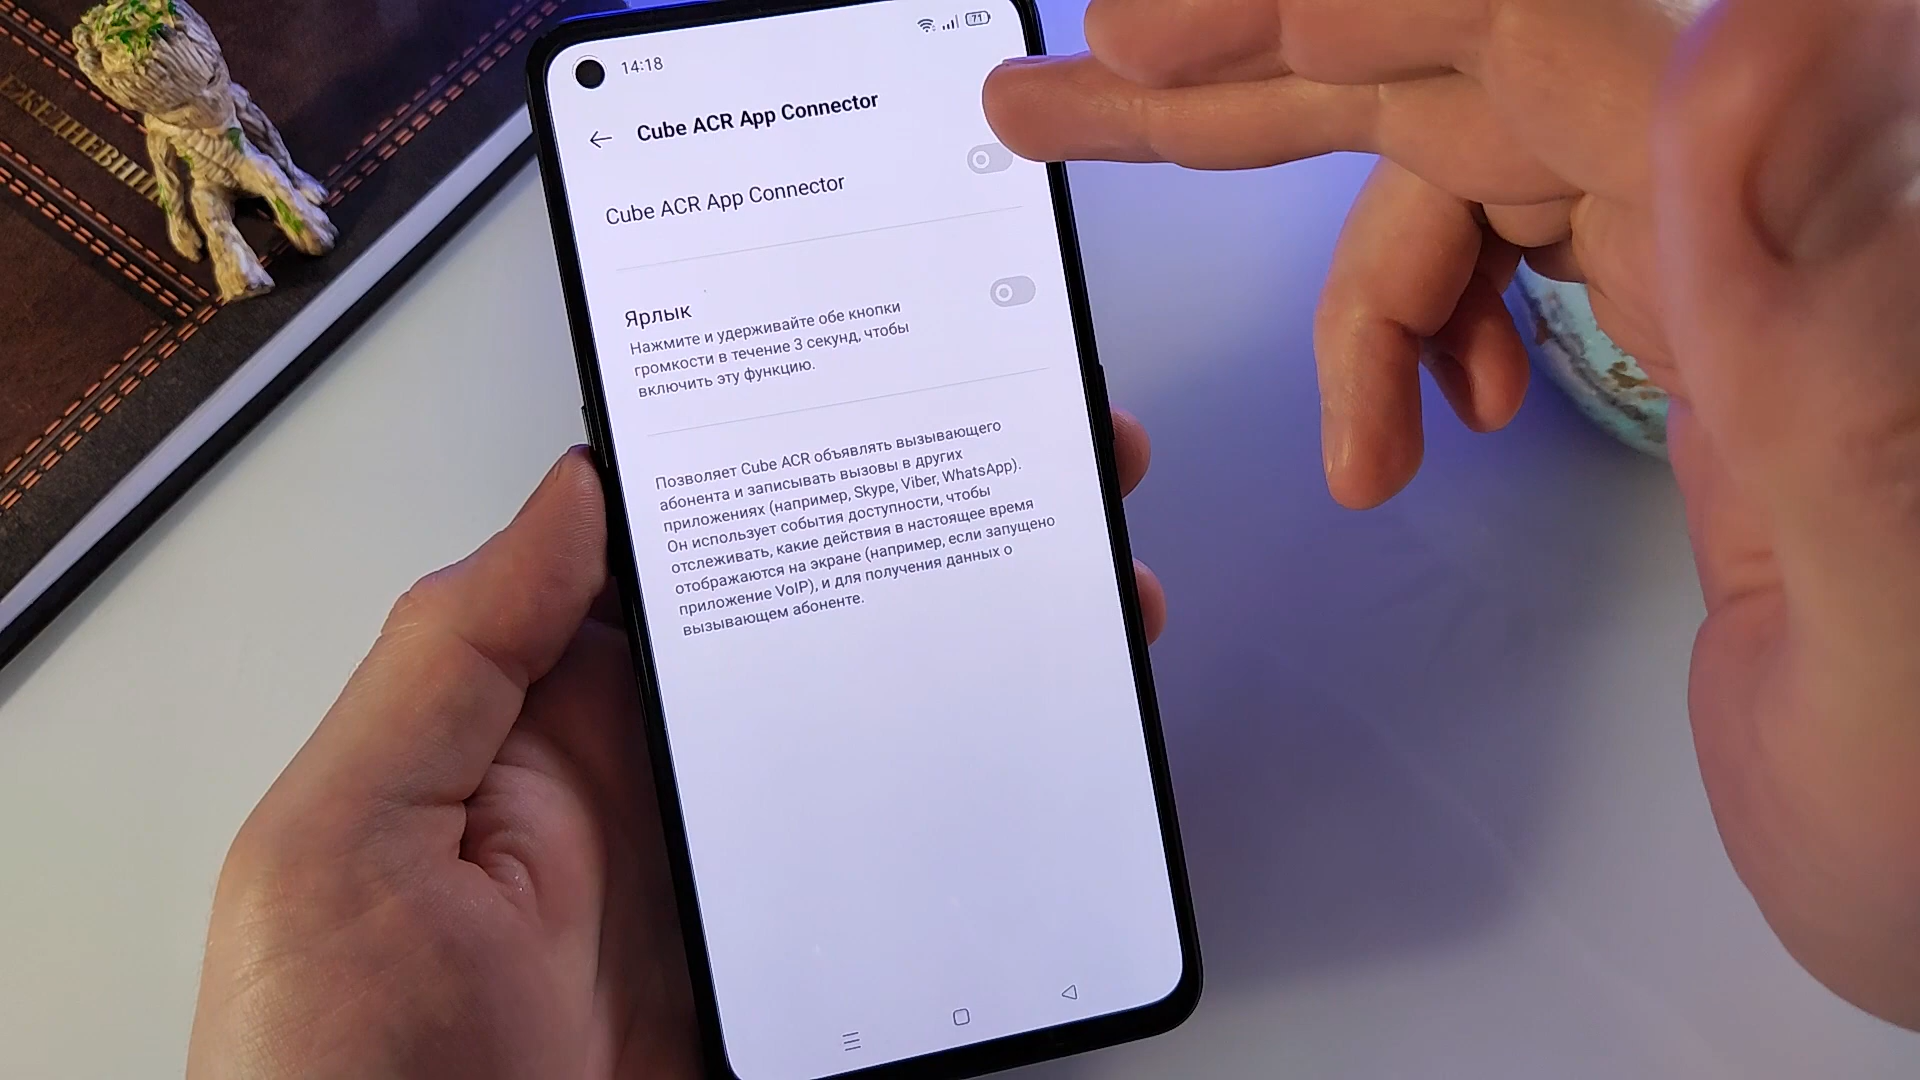 ЕЖЕДНЕВНИК
14:18
71
Cube ACR App Connector
Cube ACR App Connector
Ярлык
Нажмите и удерживайте обе кнопки
громкости в течение 3 секунд, чтобы
включить эту функцию.
Позволяет Cube ACR объявлять вызывающего
абонента и записывать вызовы в других
приложениях (например, Skype, Viber, WhatsApp).
Он использует события доступности, чтобы
отслеживать, какие действия в настоящее время
отображаются на экране (например, если запущено
приложение VoIP), и для получения данных о
вызывающем абоненте.